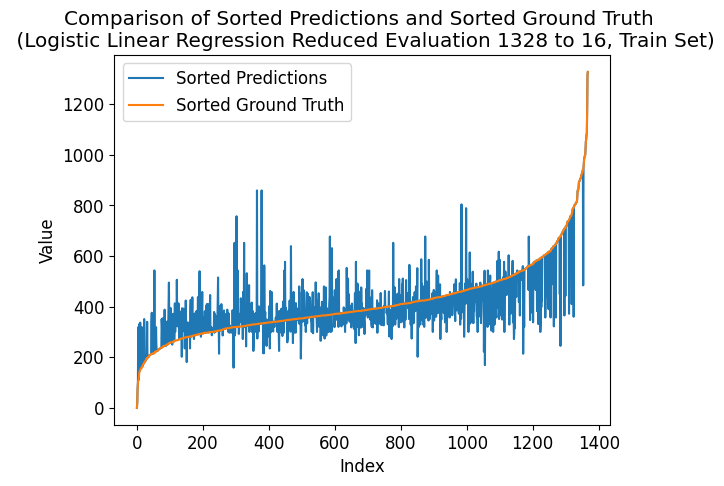 Comparison of Sorted Predictions and Sorted Ground Truth
(Logistic Linear Regression Reduced Evaluation 1328 to 16, Train Set)
Sorted Predictions
Sorted Ground Truth
Value
1200
1000
800
600
400
200
0
0 200 400 600 800 1000 1200 1400
Index